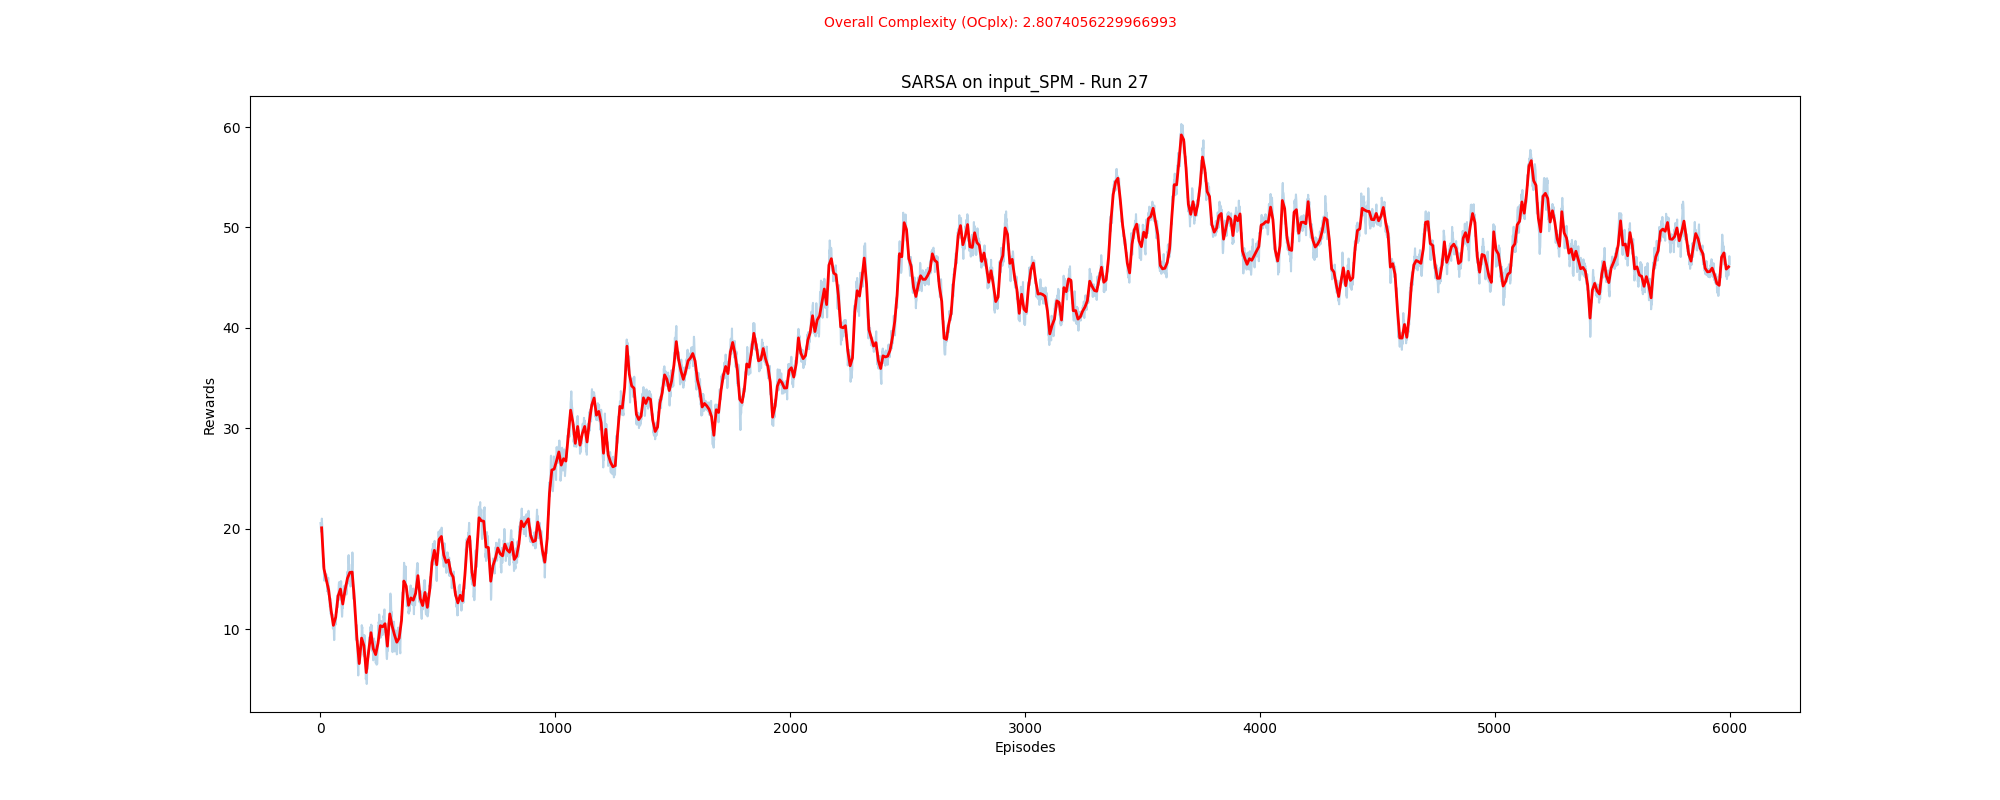 Overall Complexity (OCplx): 2.8074056229966993
SARSA on input_SPM - Run 27
60
50
40
30
20
10
Rewards
0 1000 2000 3000 4000 5000 6000
Episodes